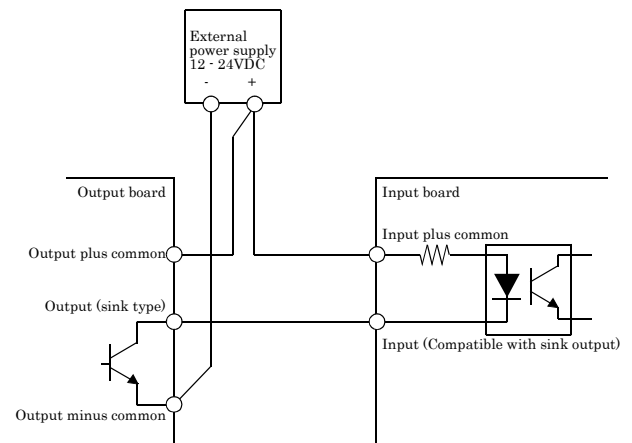 External
power supply
12 - 24VDC
- +
Output board
Input board
Input plus common
Output plus common
Output (sink type)
Input (Compatible with sink output)
Output minus common